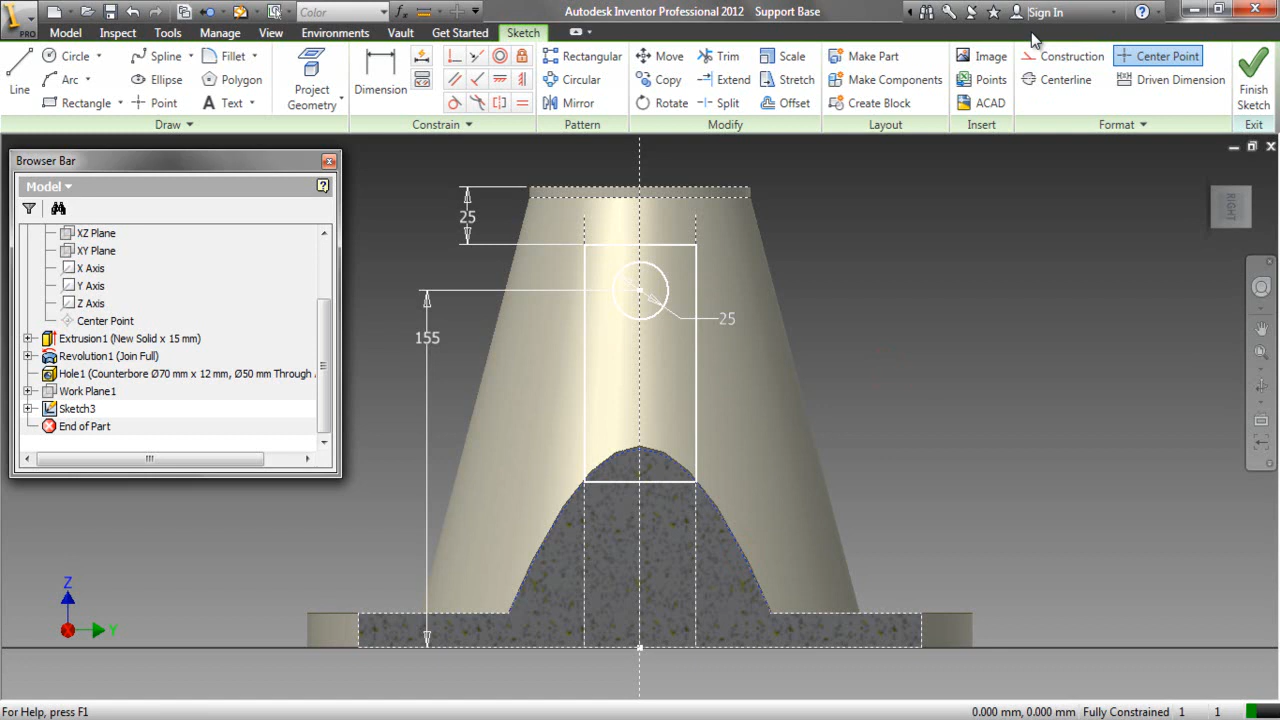 Color
Autodesk Inventor Professional 2012 Support Base
Sign In
PRO
Model Inspect Tools Manage View Environments Vault Get Started Sketch
Line
Circle
Arc
Rectangle
Spline
Ellipse
Point
Fillet
Polygon
Text
Project
Geometry
Draw
Dimension
Constrain
Rectangular
Circular
Mirror
Pattern
Move
Copy
Rotate
Trim
Extend
Split
Scale
Stretch
Offset
Modify
Make Part
Make Components
Create Block
Layout
Image
Points
ACAD
Insert
Construction
Centerline
Center Point
Driven Dimension
Format
Finish
Sketch
Exit
Browser Bar
Model
XZ Plane
XY Plane
X Axis
Y Axis
Z Axis
Center Point
Extrusion1 (New Solid x 15 mm)
Revolution1 (Join Full)
Hole1 (Counterbore Ø70 mm x 12 mm, Ø50 mm Through A
Work Plane1
Sketch3
End of Part
25
155
25
RIGHT
Z
Y
For Help, press F1
0.000 mm, 0.000 mm Fully Constrained 1 1